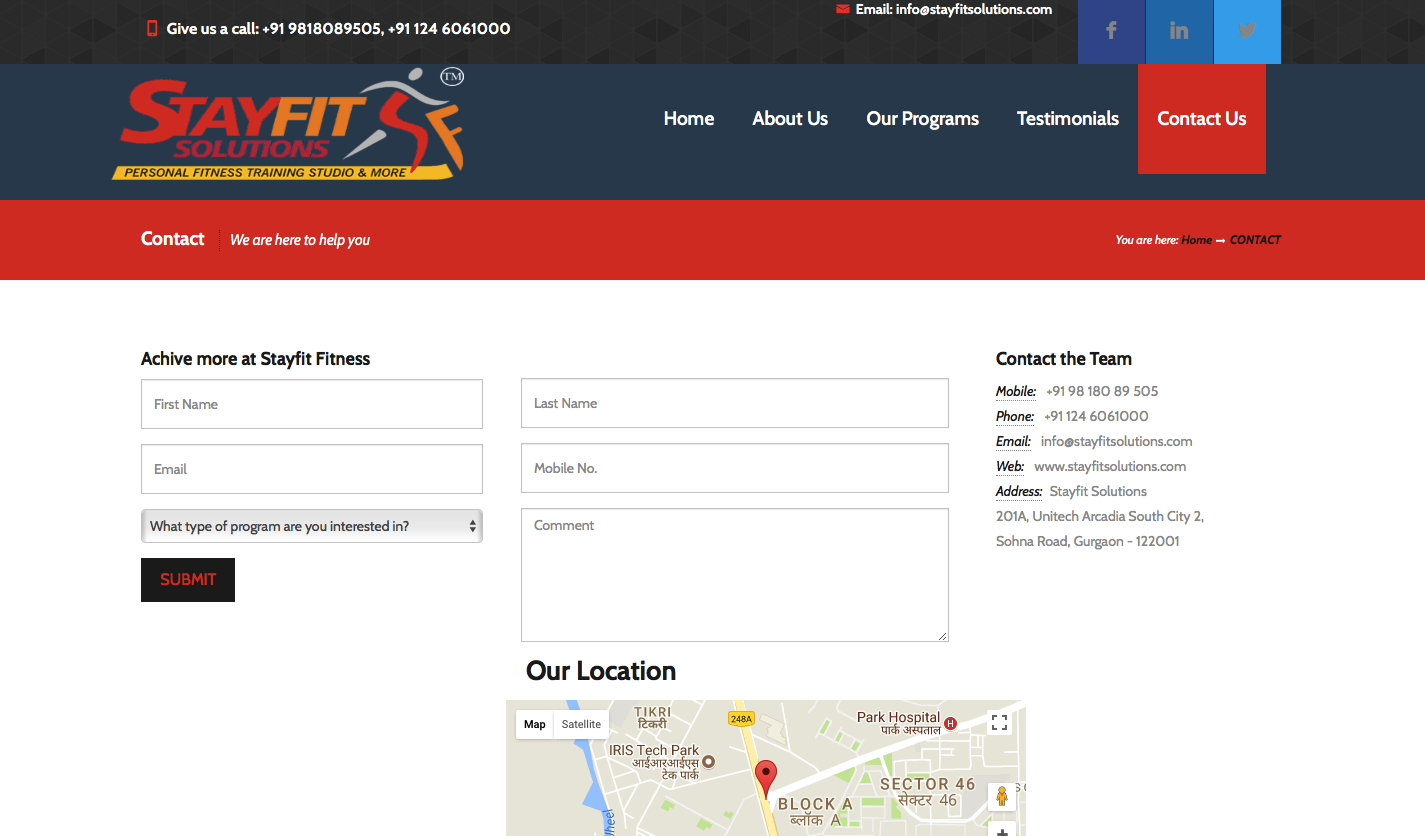 Give us a call: +91 9818089505, +91 124 6061000
Email: info@stayfitsolutions.com
f
in
STAYFIT
SOLUTIONS
TM
PERSONAL FITNESS TRAINING STUDIO & MORE
Home
About Us
Our Programs
Testimonials
Contact Us
Contact
We are here to help you
You are here: Home ➞ CONTACT
Achive more at Stayfit Fitness
First Name
Last Name
Email
Mobile No.
What type of program are you interested in?
Comment
SUBMIT
Contact the Team
Mobile: +91 98 180 89 505
Phone: +91 124 6061000
Email: info@stayfitsolutions.com
Web: www.stayfitsolutions.com
Address: Stayfit Solutions
201A, Unitech Arcadia South City 2,
Sohna Road, Gurgaon - 122001
Our Location
Map
Satellite
TIKRI
टिकरी
248A
Park Hospital
पार्क अस्पताल
H
IRIS Tech Park
आईआरआईएस
टेक पार्क
SECTOR 46
सेक्टर 46
BLOCK A
ब्लॉक A
+